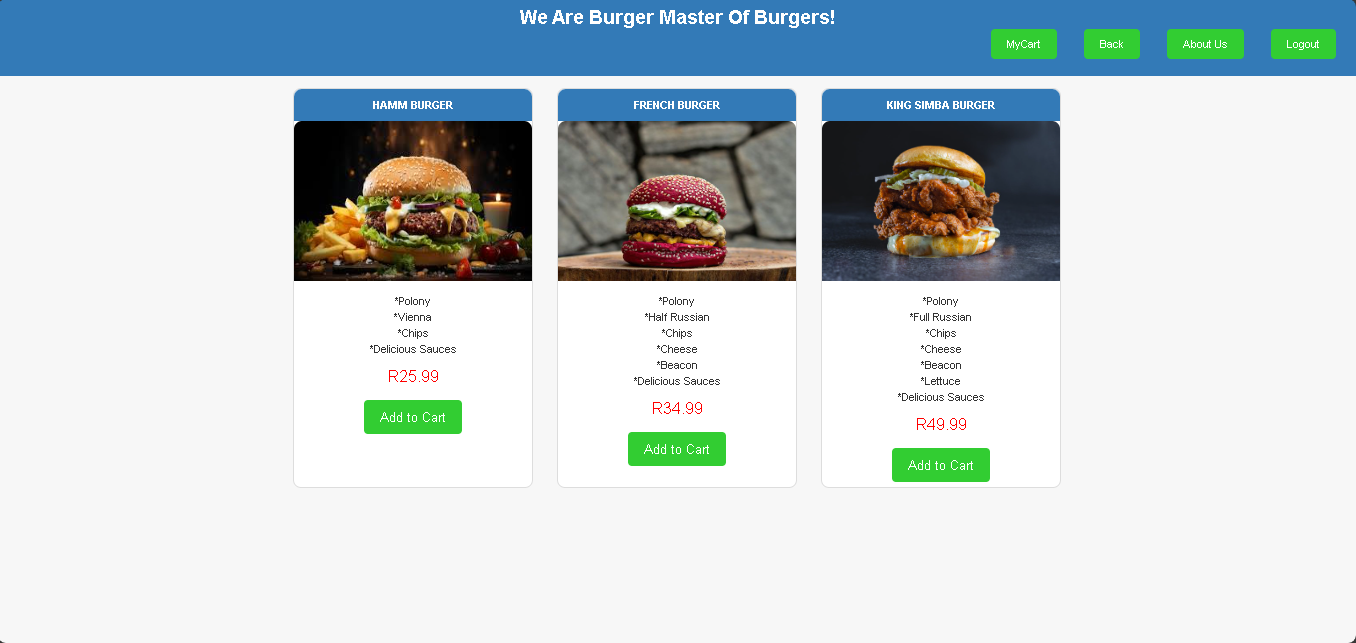 We Are Burger Master Of Burgers!
MyCart Back About Us Logout
HAMM BURGER
*Polony
*Vienna
*Chips
*Delicious Sauces
R25.99
Add to Cart
FRENCH BURGER
*Polony
*Half Russian
*Chips
*Cheese
*Beacon
*Delicious Sauces
R34.99
Add to Cart
KING SIMBA BURGER
*Polony
*Full Russian
*Chips
*Cheese
*Beacon
*Lettuce
*Delicious Sauces
R49.99
Add to Cart